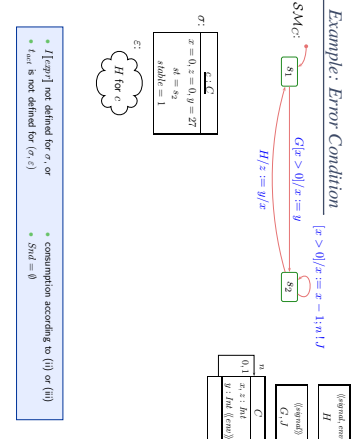 Example: Error Condition
SM_C:
s₁
G[x > 0]/x := y
H/z := y/x
s₂
[x > 0]/x := x − 1; n ! J
⟨⟨signal, env
H
⟨⟨signal⟩⟩
G, J
n
0, 1
C
x, z : Int
y : Int ⟨⟨env⟩⟩
σ:
c : C
x = 0, z = 0, y = 27
st = s₂
stable = 1
ε:
H for c
• I⟦expr⟧ not defined for σ, or
• t_act is not defined for (σ, ε)
• consumption according to (ii) or (iii)
• Snd = ∅